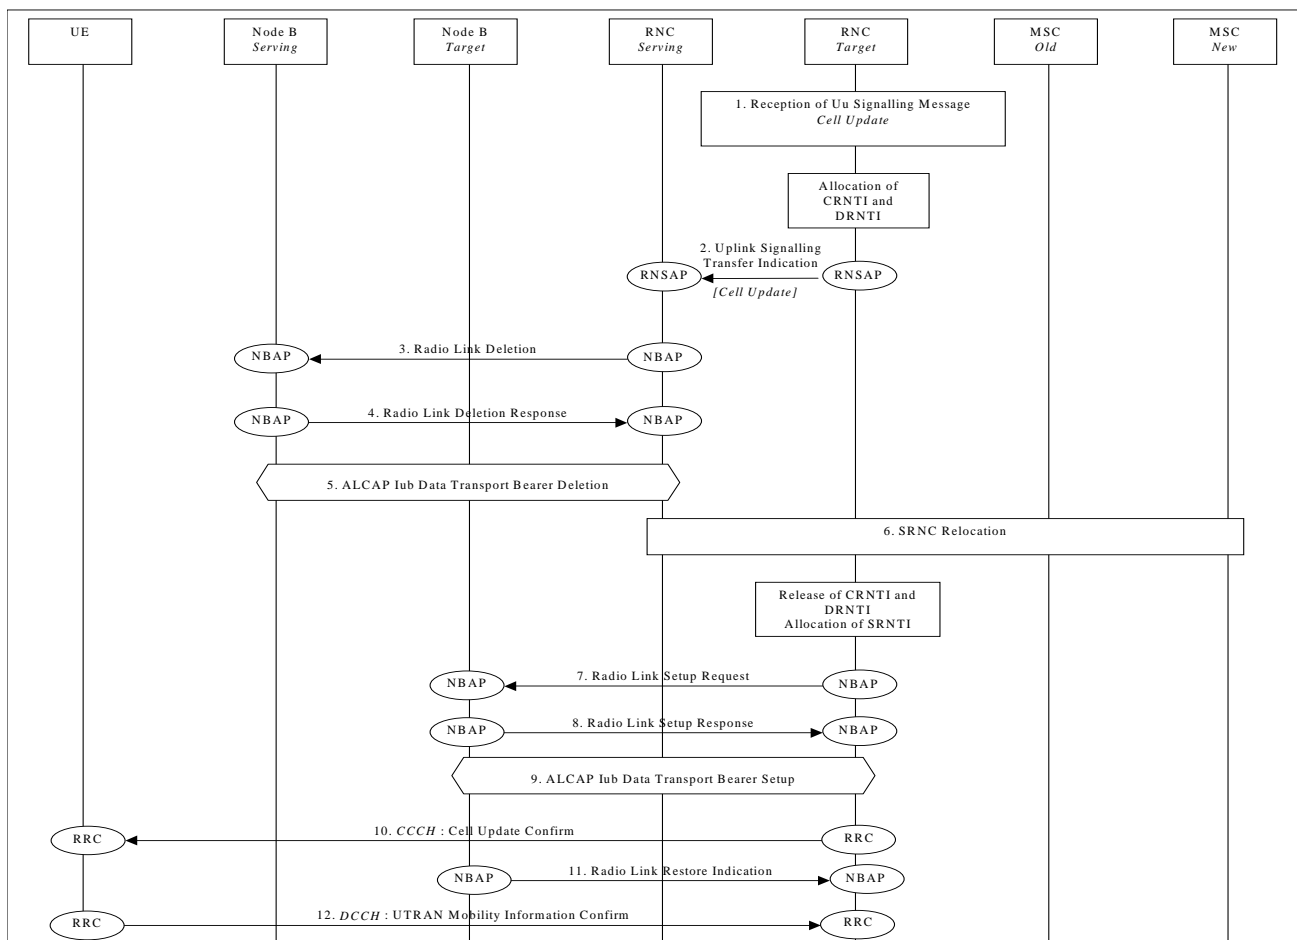 UE
Node B
Serving
Node B
Target
RNC
Serving
RNC
Target
MSC
Old
MSC
New
1. Reception of Uu Signalling Message
Cell Update
Allocation of
CRNTI and
DRNTI
2. Uplink Signalling
Transfer Indication
RNSAP
RNSAP
[Cell Update]
NBAP
3. Radio Link Deletion
NBAP
NBAP
4. Radio Link Deletion Response
NBAP
5. ALCAP Iub Data Transport Bearer Deletion
6. SRNC Relocation
Release of CRNTI and
DRNTI
Allocation of SRNTI
NBAP
7. Radio Link Setup Request
NBAP
NBAP
8. Radio Link Setup Response
NBAP
9. ALCAP Iub Data Transport Bearer Setup
RRC
10. CCCH : Cell Update Confirm
RRC
NBAP
11. Radio Link Restore Indication
NBAP
RRC
12. DCCH : UTRAN Mobility Information Confirm
RRC